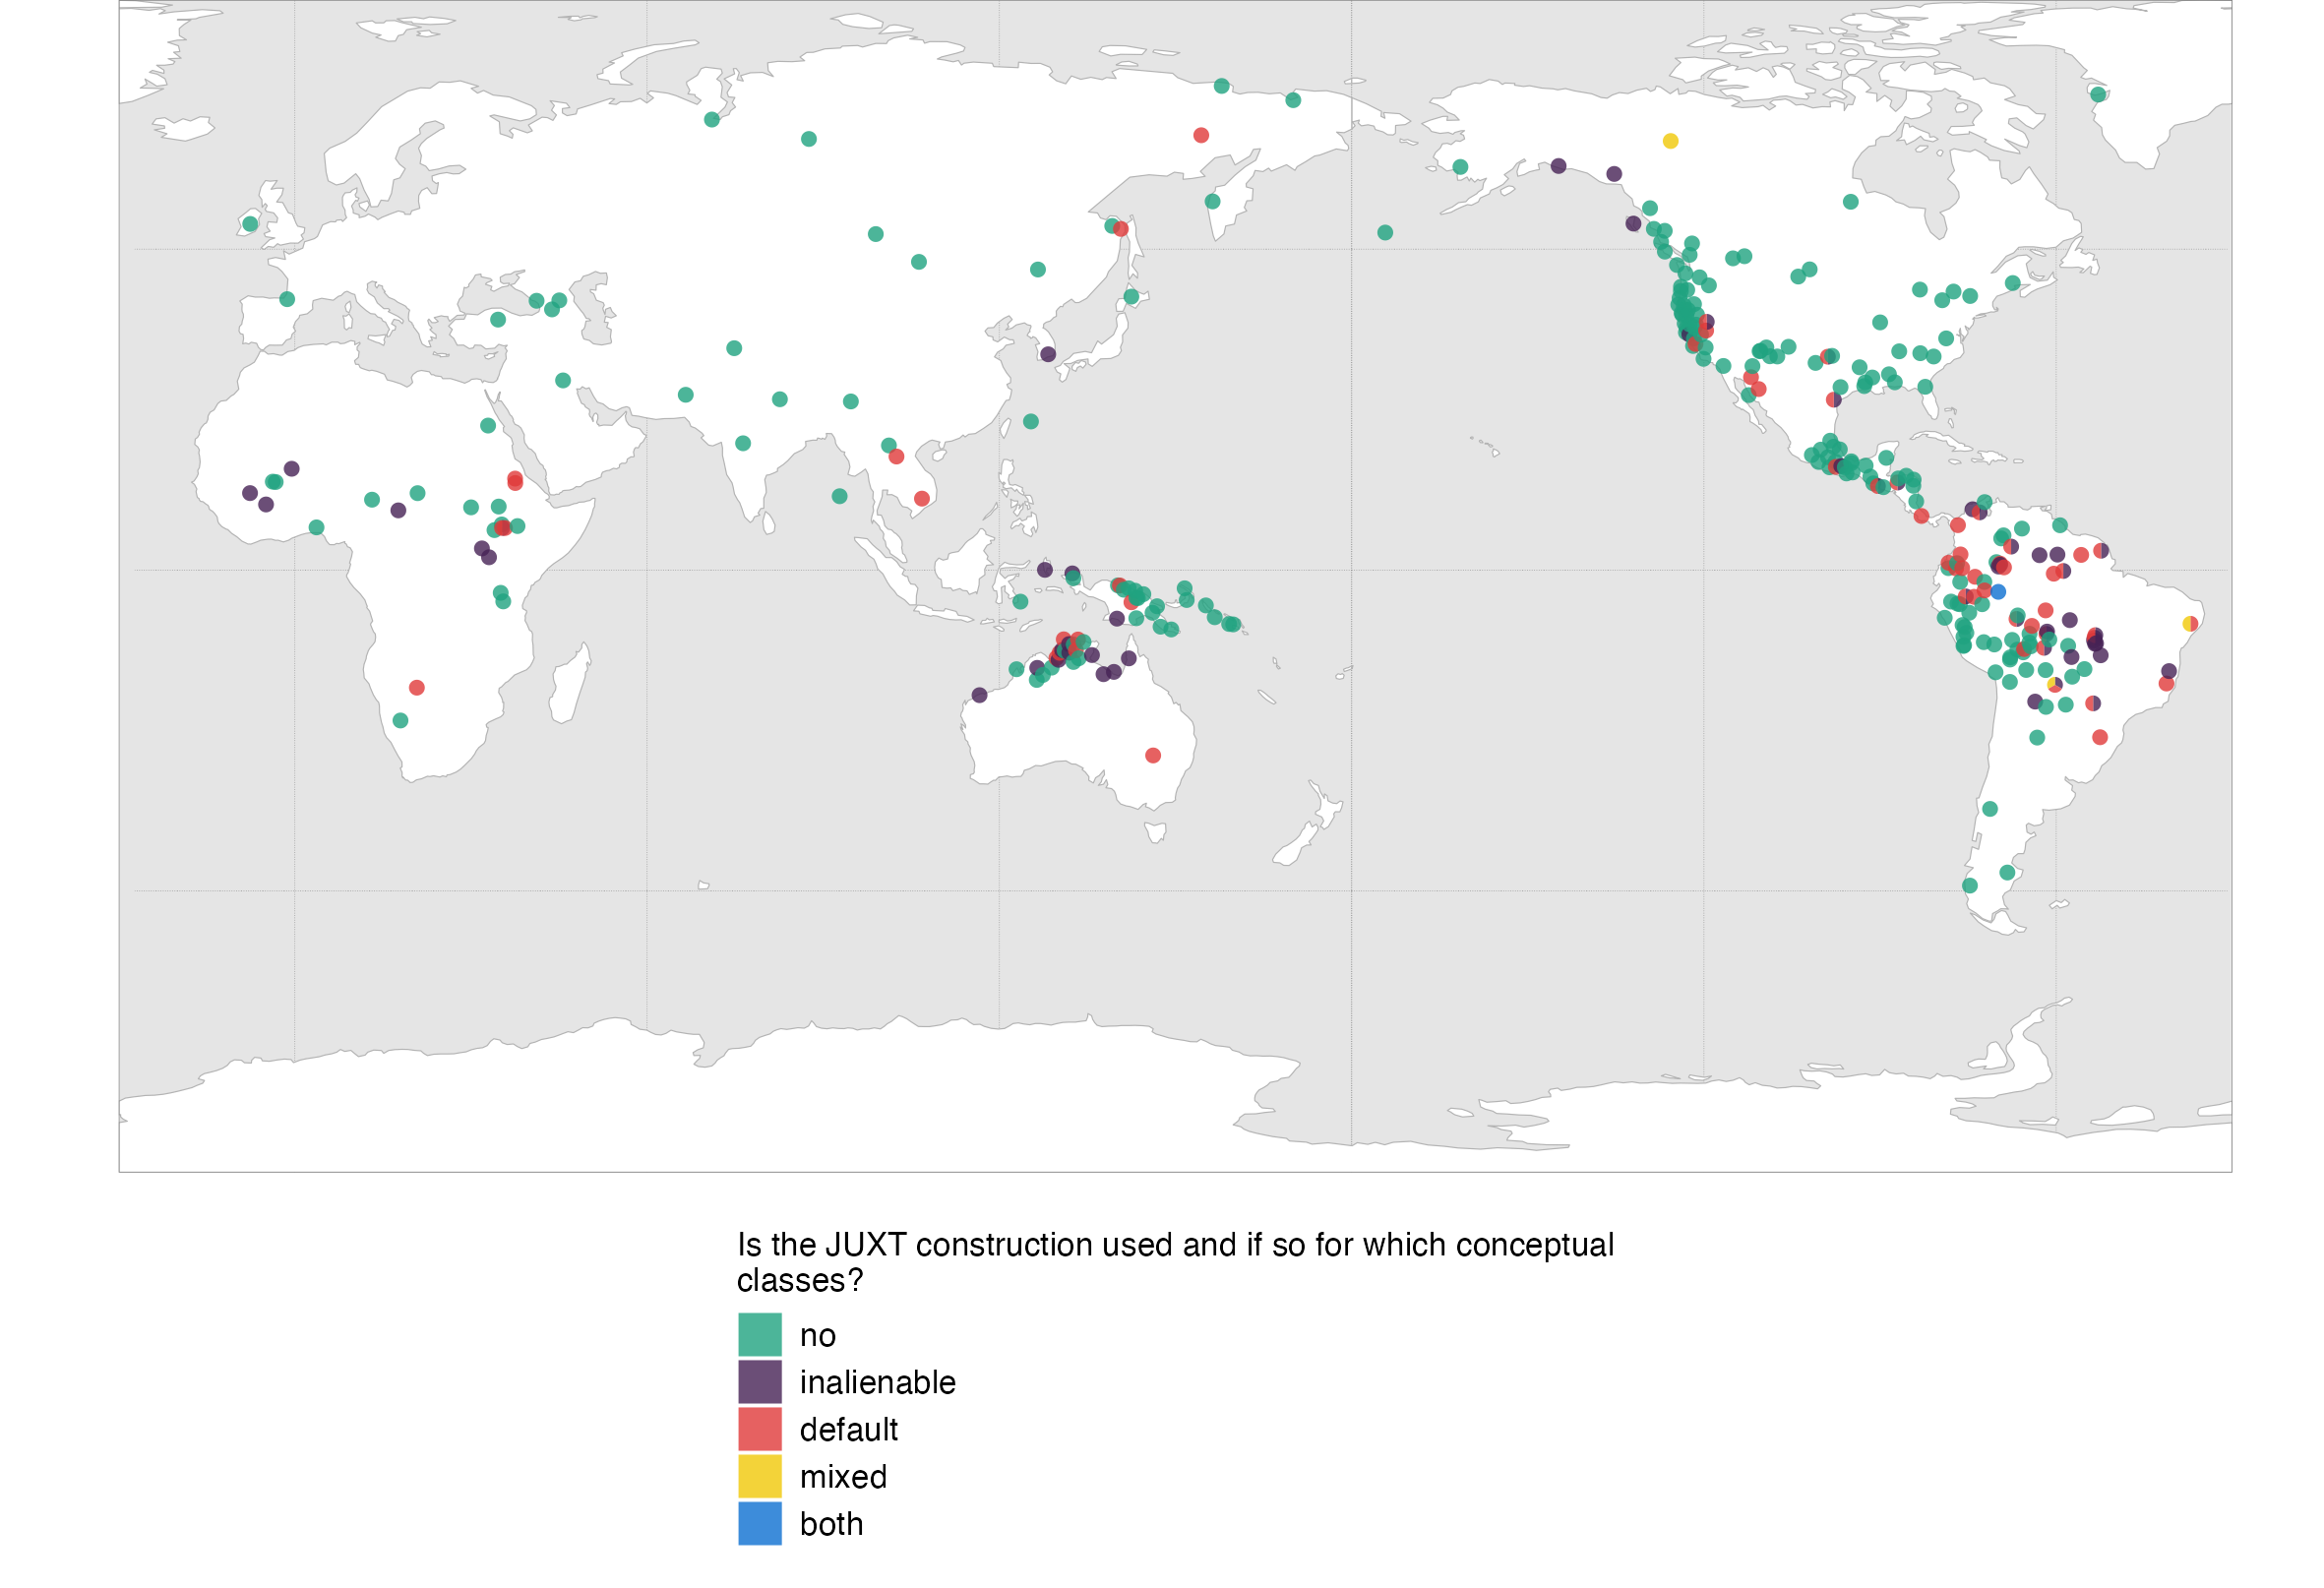 Is the JUXT construction used and if so for which conceptual
classes?
no
inalienable
default
mixed
both